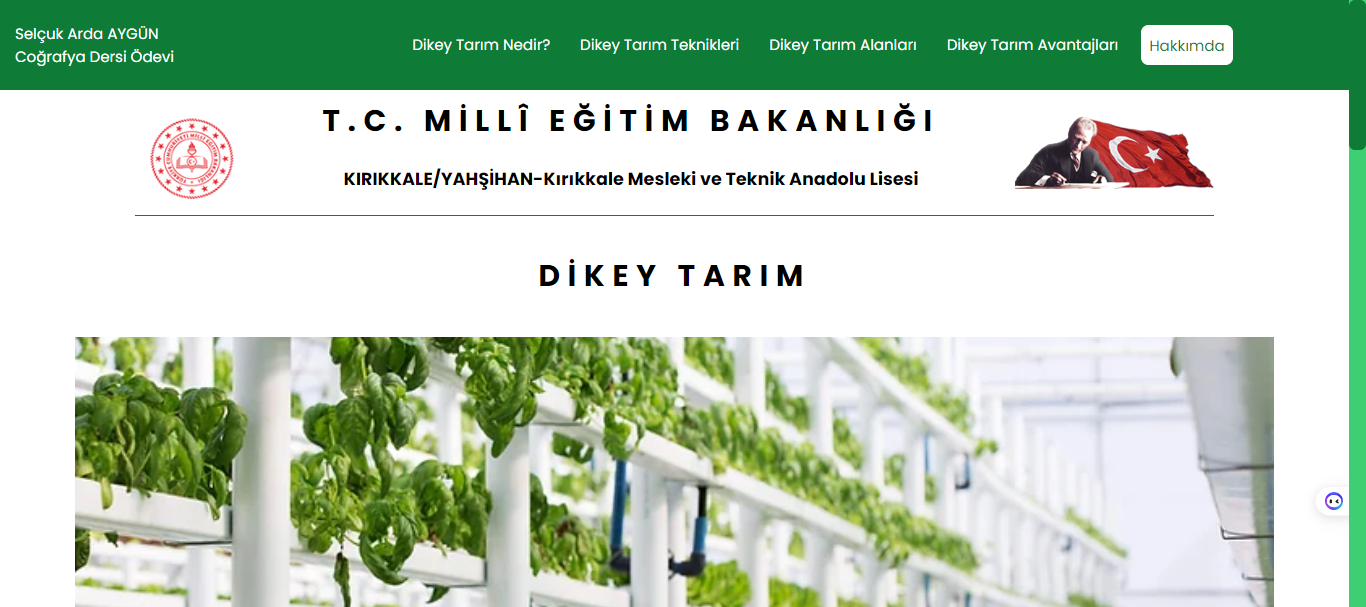 Selçuk Arda AYGÜN
Coğrafya Dersi Ödevi
Dikey Tarım Nedir? Dikey Tarım Teknikleri Dikey Tarım Alanları Dikey Tarım Avantajları Hakkımda
T.C. MİLLÎ EĞİTİM BAKANLIĞI
KIRIKKALE/YAHŞİHAN-Kırıkkale Mesleki ve Teknik Anadolu Lisesi
DİKEY TARIM